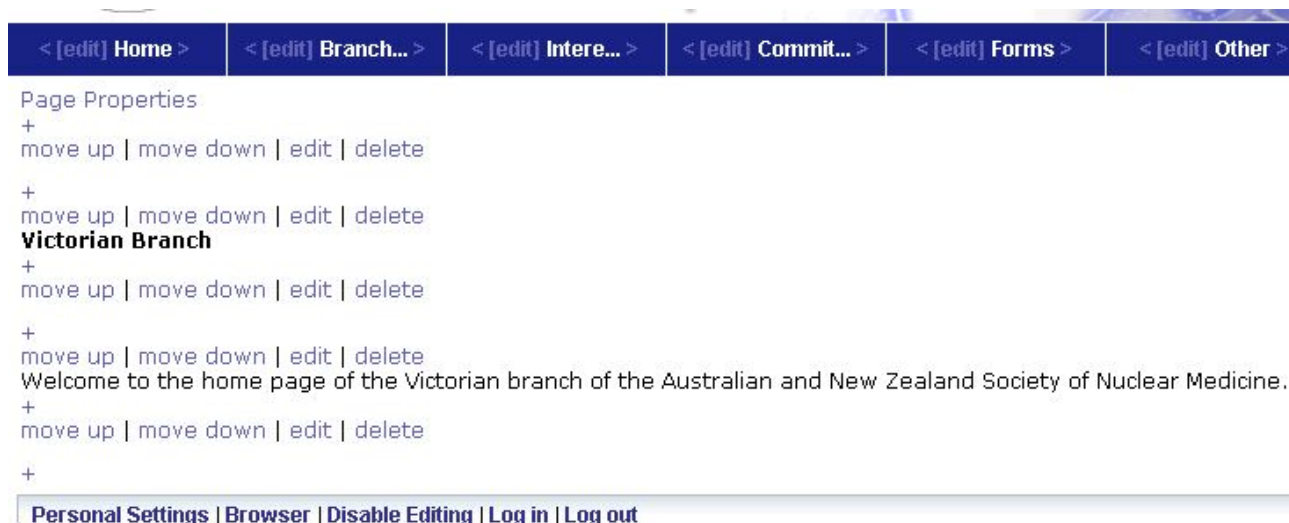 < [edit] Home > < [edit] Branch... > < [edit] Intere... > < [edit] Commit... > < [edit] Forms > < [edit] Other >
Page Properties
+
move up | move down | edit | delete
+
move up | move down | edit | delete
Victorian Branch
+
move up | move down | edit | delete
+
move up | move down | edit | delete
Welcome to the home page of the Victorian branch of the Australian and New Zealand Society of Nuclear Medicine.
+
move up | move down | edit | delete
+
Personal Settings | Browser | Disable Editing | Log in | Log out